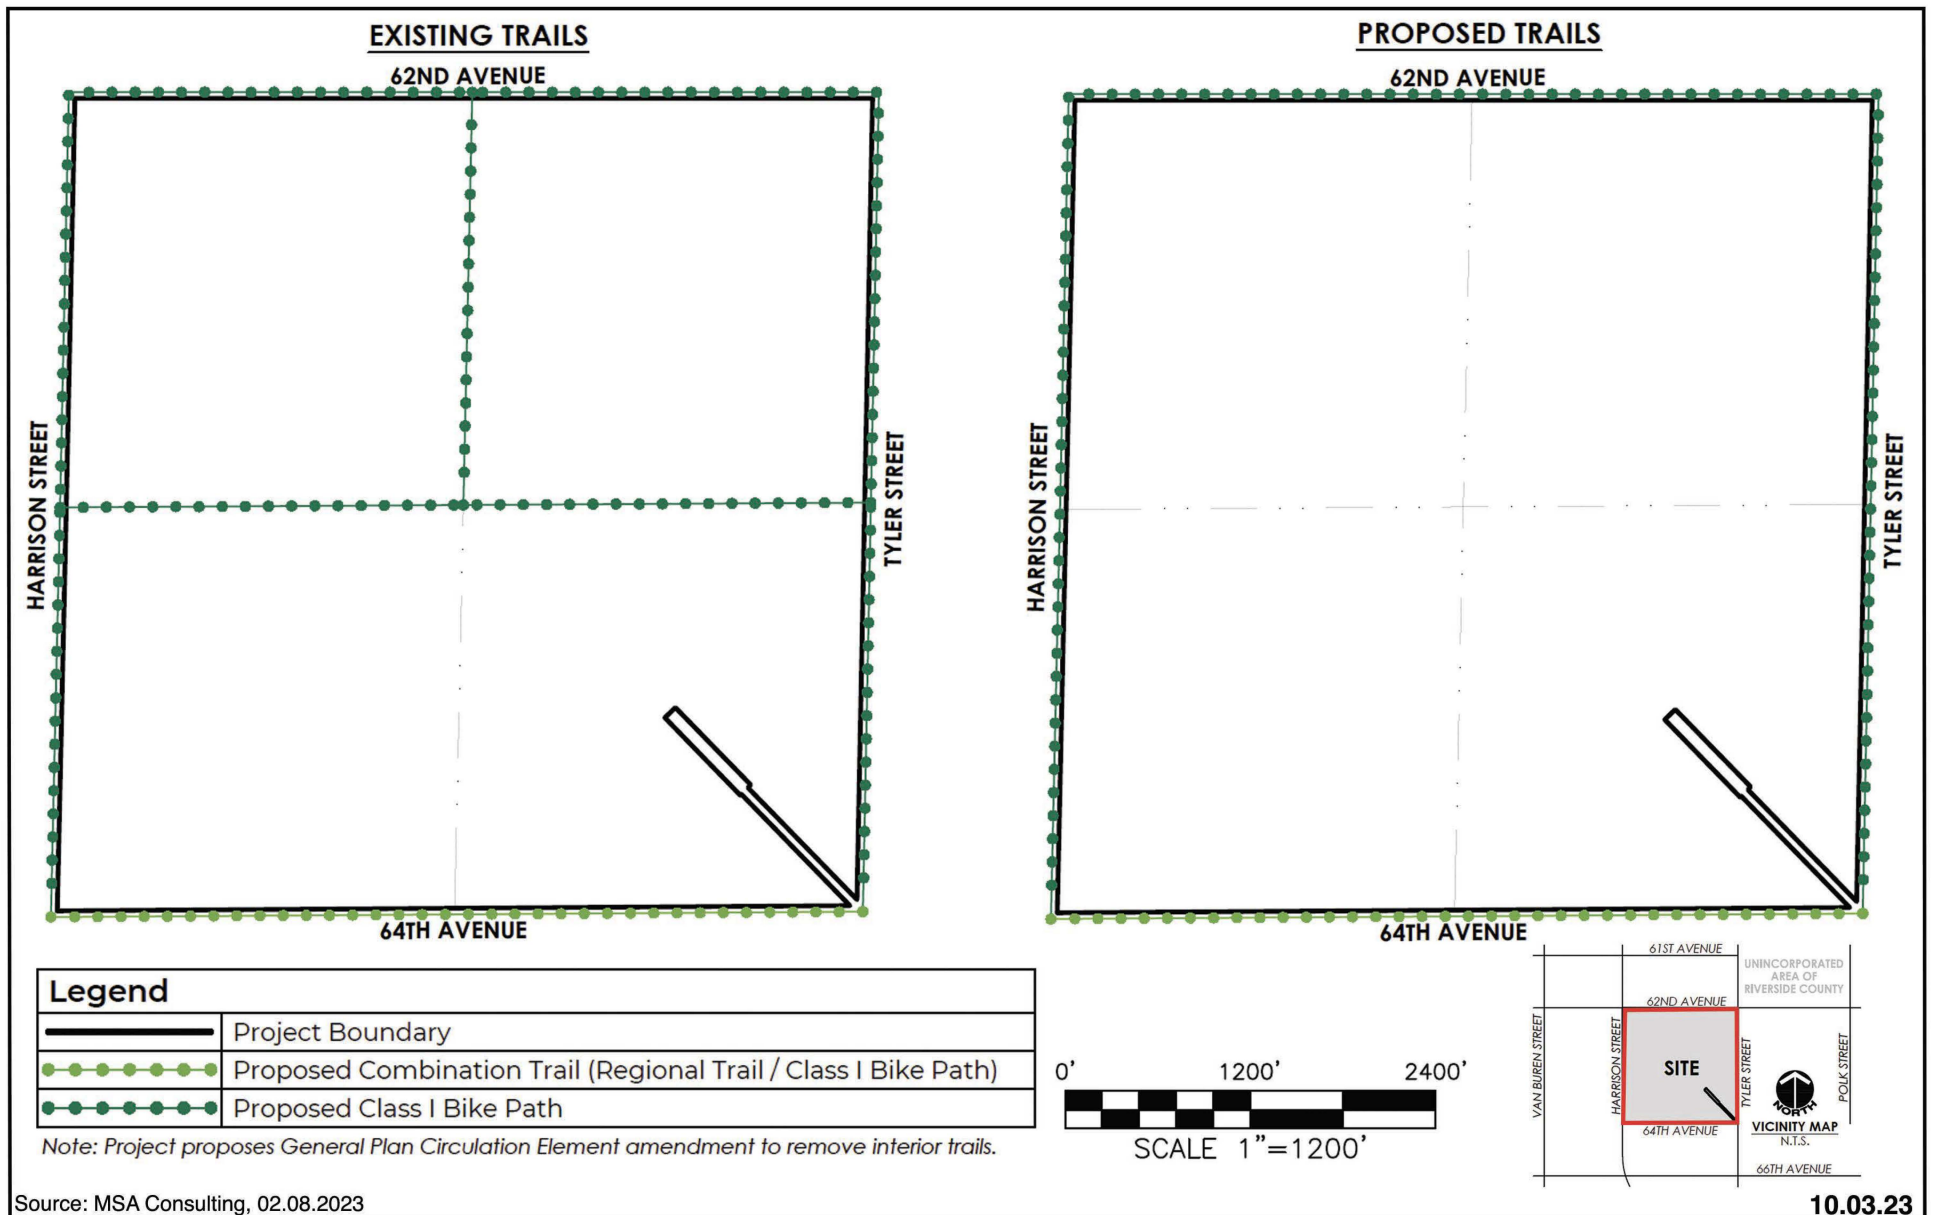 EXISTING TRAILS
62ND AVENUE
HARRISON STREET
TYLER STREET
64TH AVENUE
PROPOSED TRAILS
62ND AVENUE
HARRISON STREET
TYLER STREET
64TH AVENUE
Legend
Project Boundary
Proposed Combination Trail (Regional Trail / Class I Bike Path)
Proposed Class I Bike Path
Note: Project proposes General Plan Circulation Element amendment to remove interior trails.
0' 1200' 2400'
SCALE 1"=1200'
61ST AVENUE
UNINCORPORATED
AREA OF
RIVERSIDE COUNTY
62ND AVENUE
VAN BUREN STREET
HARRISON STREET
SITE
TYLER STREET
POLK STREET
NORTH
64TH AVENUE
VICINITY MAP
N.T.S.
66TH AVENUE
Source: MSA Consulting, 02.08.2023
10.03.23